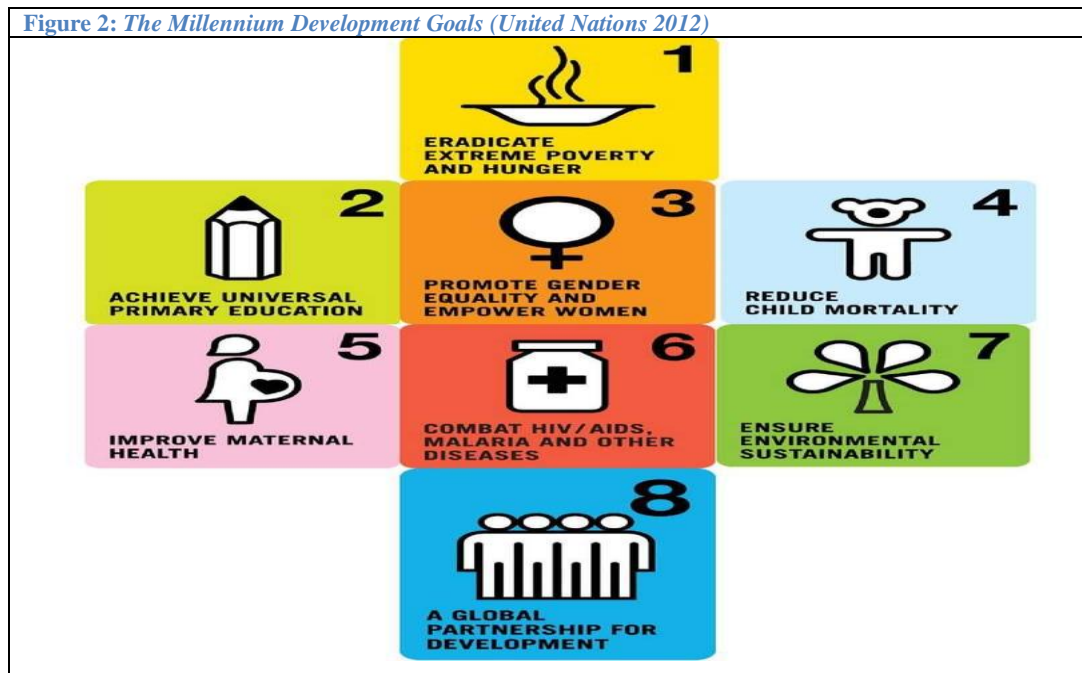 Figure 2: The Millennium Development Goals (United Nations 2012)
1
ERADICATE
EXTREME POVERTY
AND HUNGER
2
ACHIEVE UNIVERSAL
PRIMARY EDUCATION
3
PROMOTE GENDER
EQUALITY AND
EMPOWER WOMEN
4
REDUCE
CHILD MORTALITY
5
IMPROVE MATERNAL
HEALTH
6
COMBAT HIV/AIDS,
MALARIA AND OTHER
DISEASES
7
ENSURE
ENVIRONMENTAL
SUSTAINABILITY
8
A GLOBAL
PARTNERSHIP FOR
DEVELOPMENT